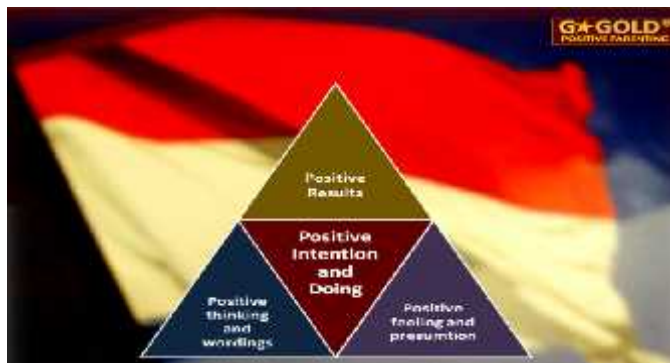 G★GOLD®
POSITIVE PARENTING
Positive
Results
Positive
Intention
and
Doing
Positive
thinking
and
wordings
Positive
feeling and
presumtion